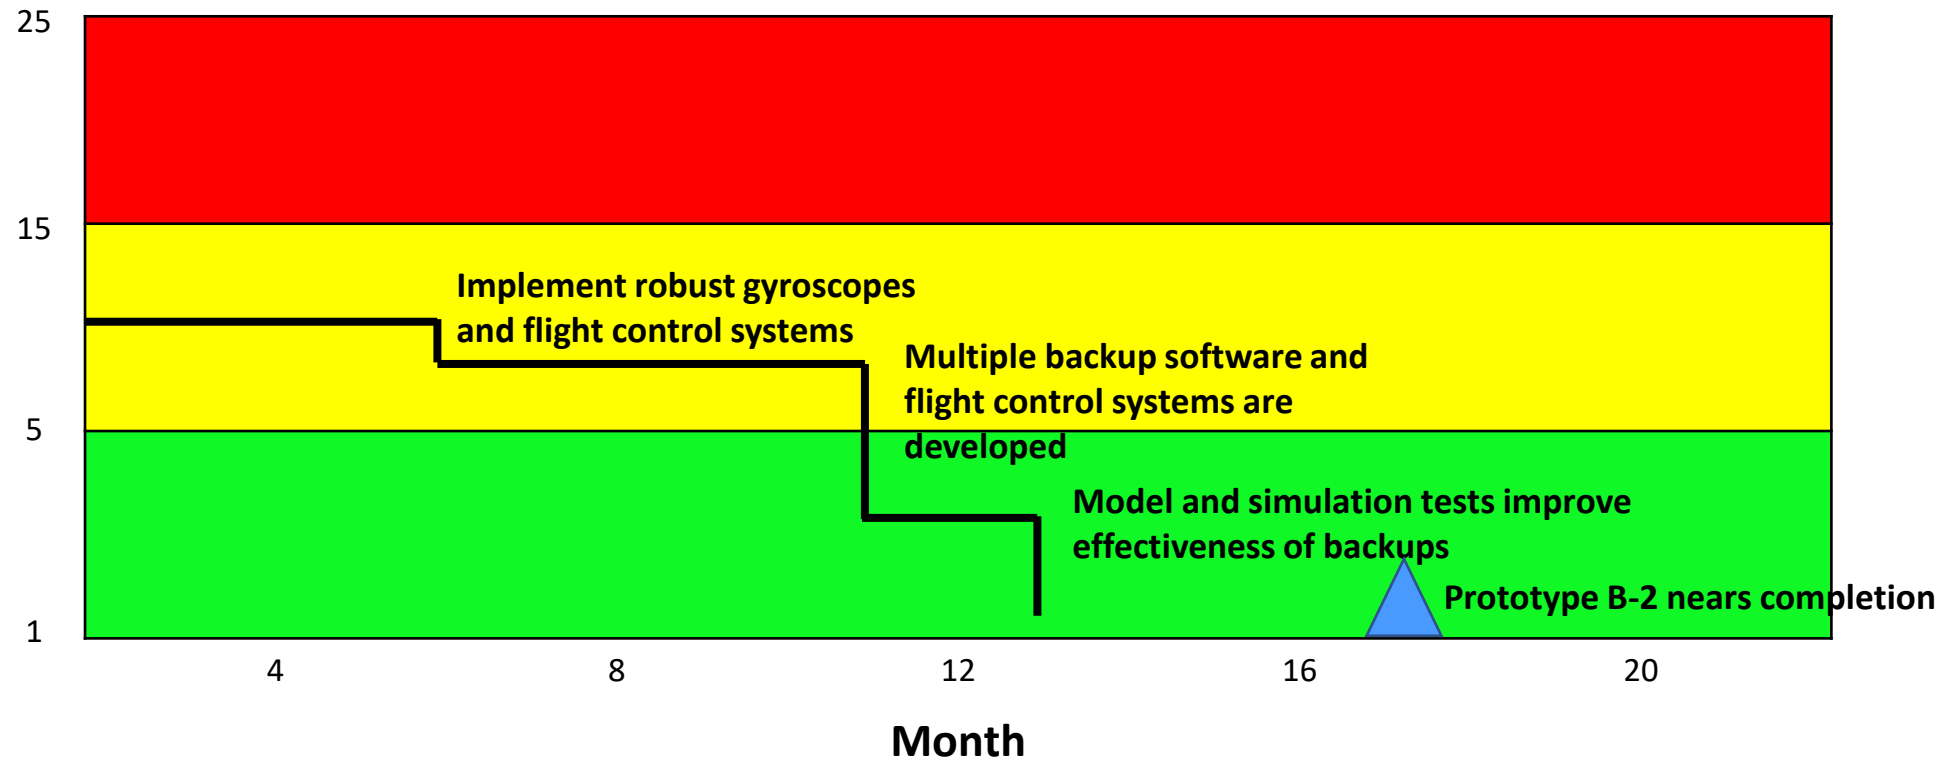 25
15
5
1
Implement robust gyroscopes
and flight control systems
Multiple backup software and
flight control systems are
developed
Model and simulation tests improve
effectiveness of backups
Prototype B-2 nears completion
4 8 12 16 20
Month